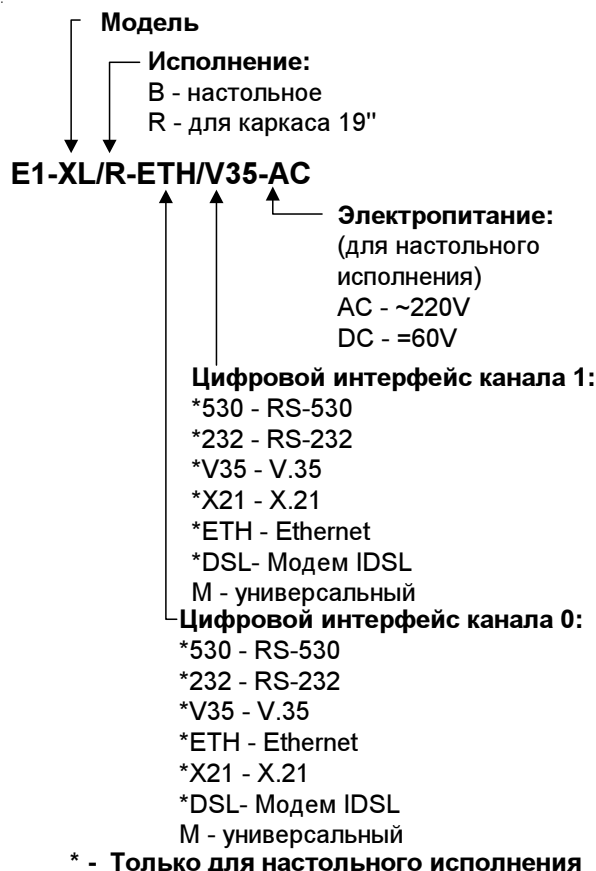 Модель
Исполнение:
B - настольное
R - для каркаса 19"
E1-XL/R-ETH/V35-AC
Электропитание:
(для настольного
исполнения)
AC - ~220V
DC - =60V
Цифровой интерфейс канала 1:
*530 - RS-530
*232 - RS-232
*V35 - V.35
*X21 - X.21
*ETH - Ethernet
*DSL- Модем IDSL
M - универсальный
Цифровой интерфейс канала 0:
*530 - RS-530
*232 - RS-232
*V35 - V.35
*ETH - Ethernet
*X21 - X.21
*DSL- Модем IDSL
M - универсальный
* - Только для настольного исполнения